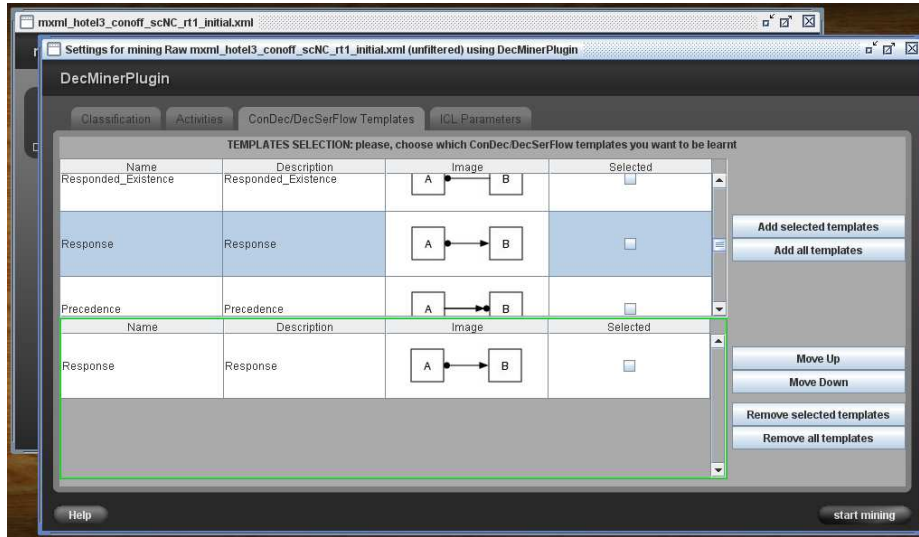 mxml_hotel3_conoff_scNC_rt1_initial.xml
Settings for mining Raw mxml_hotel3_conoff_scNC_rt1_initial.xml (unfiltered) using DecMinerPlugin
DecMinerPlugin
Classification Activities ConDec/DecSerFlow Templates ICL Parameters
TEMPLATES SELECTION: please, choose which ConDec/DecSerFlow templates you want to be learnt
Name Description Image Selected
Responded_Existence Responded_Existence A B
Response Response A B
Precedence Precedence A B
Add selected templates
Add all templates
Name Description Image Selected
Response Response A B
Move Up
Move Down
Remove selected templates
Remove all templates
Help start mining